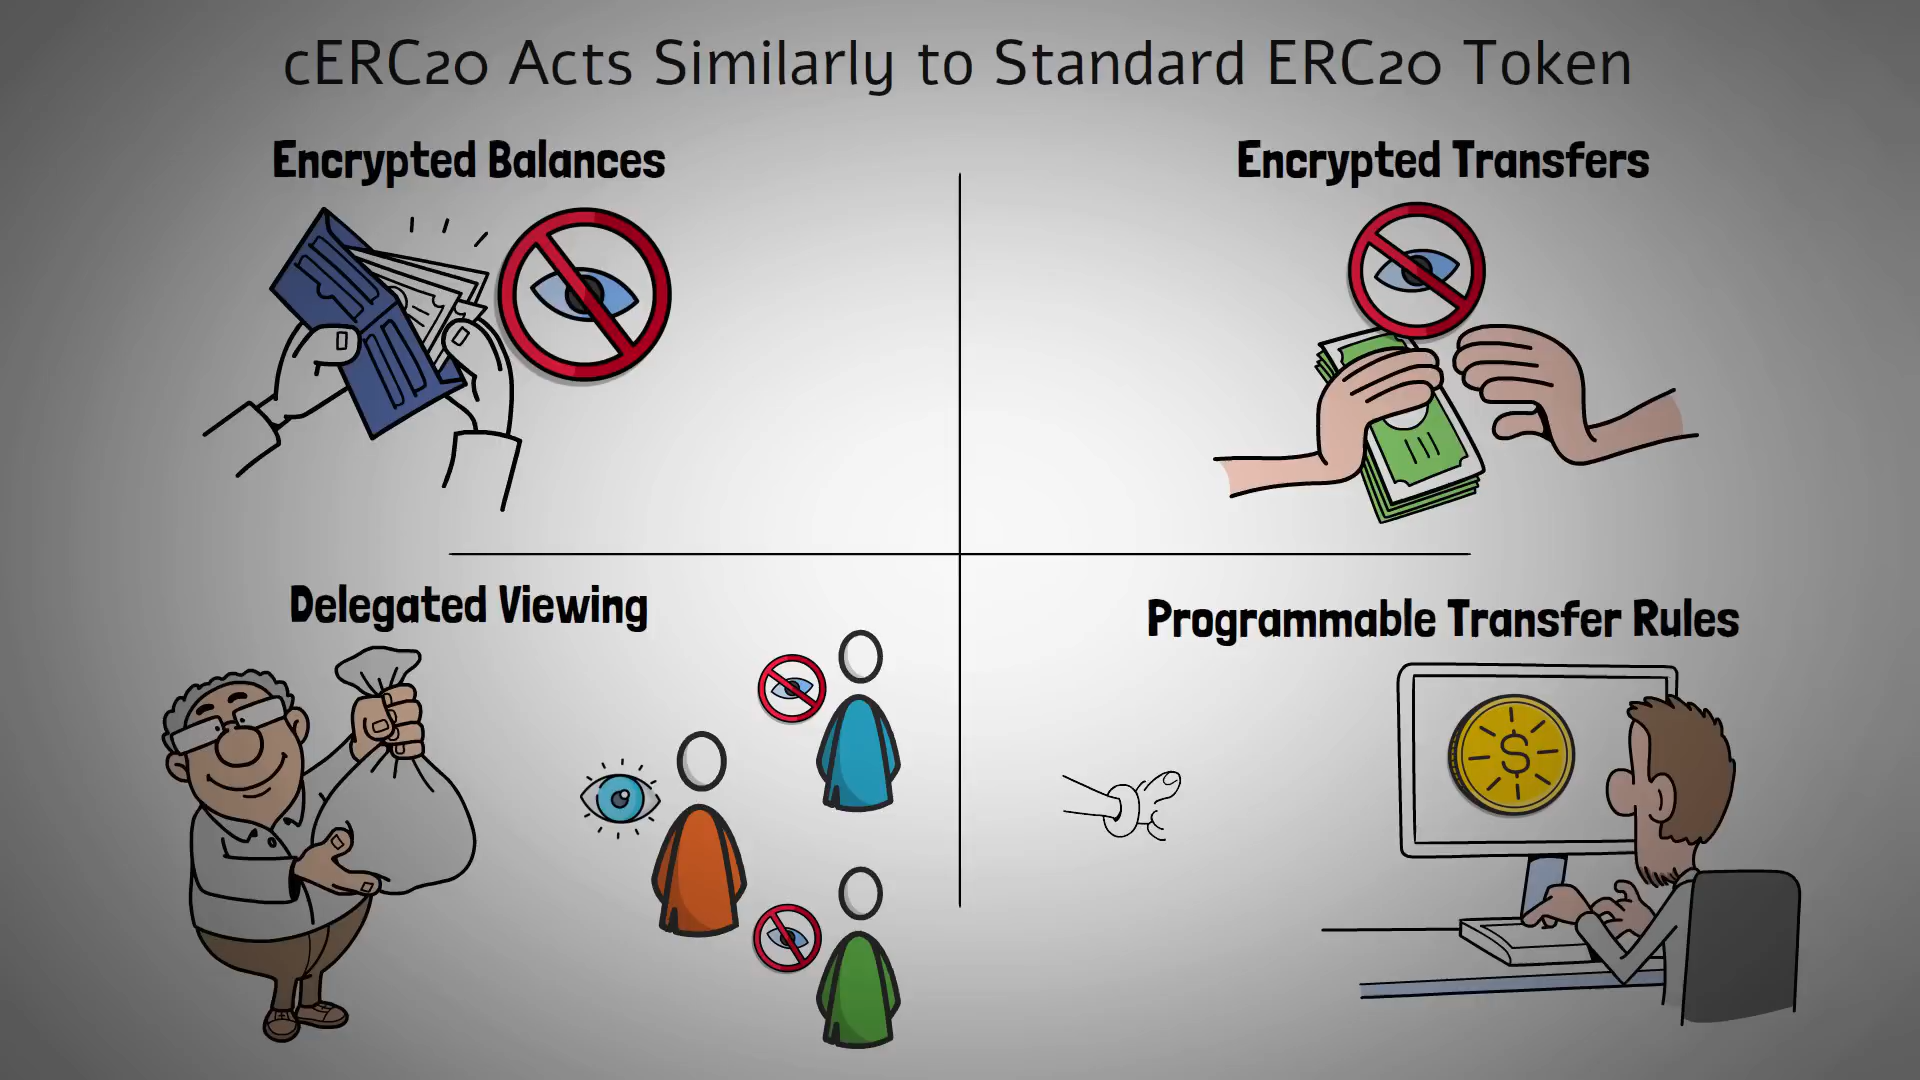 cERC20 Acts Similarly to Standard ERC20 Token
Encrypted Balances
Encrypted Transfers
Delegated Viewing
Programmable Transfer Rules
$